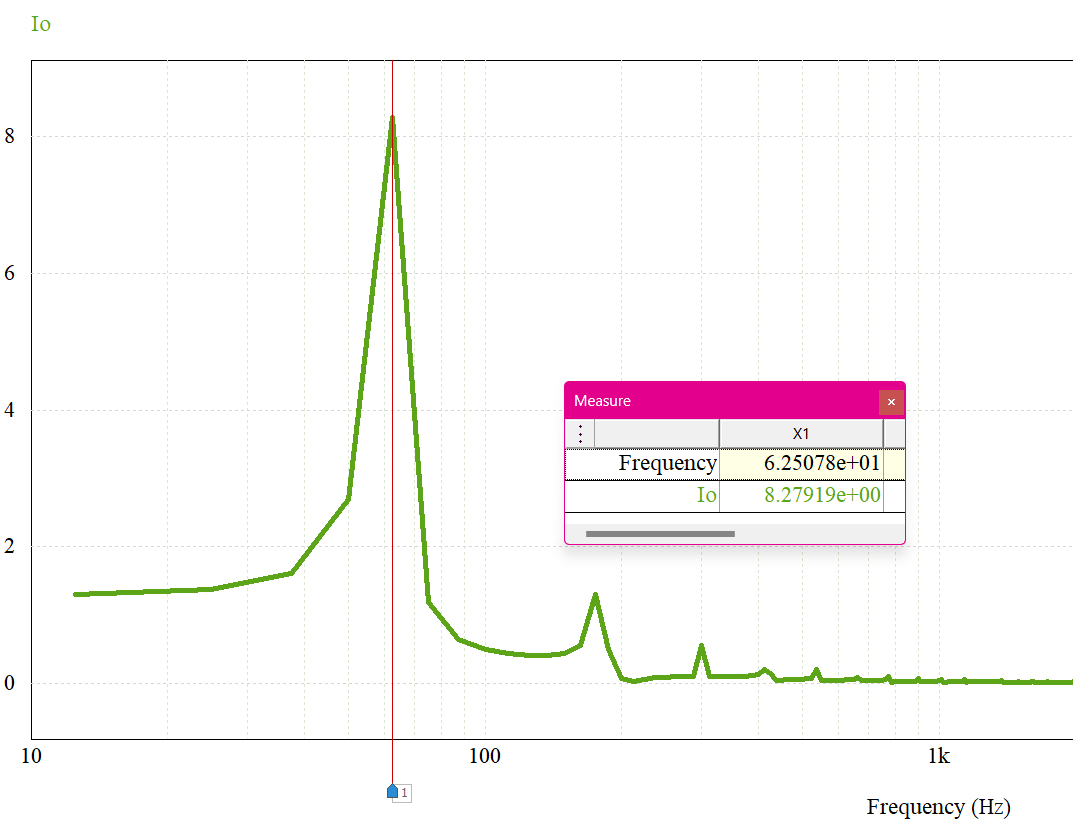 Io
8
6
4
2
0
Measure ×
X1
Frequency 6.25078e+01
Io 8.27919e+00
10 100 1k
1
Frequency (Hz)